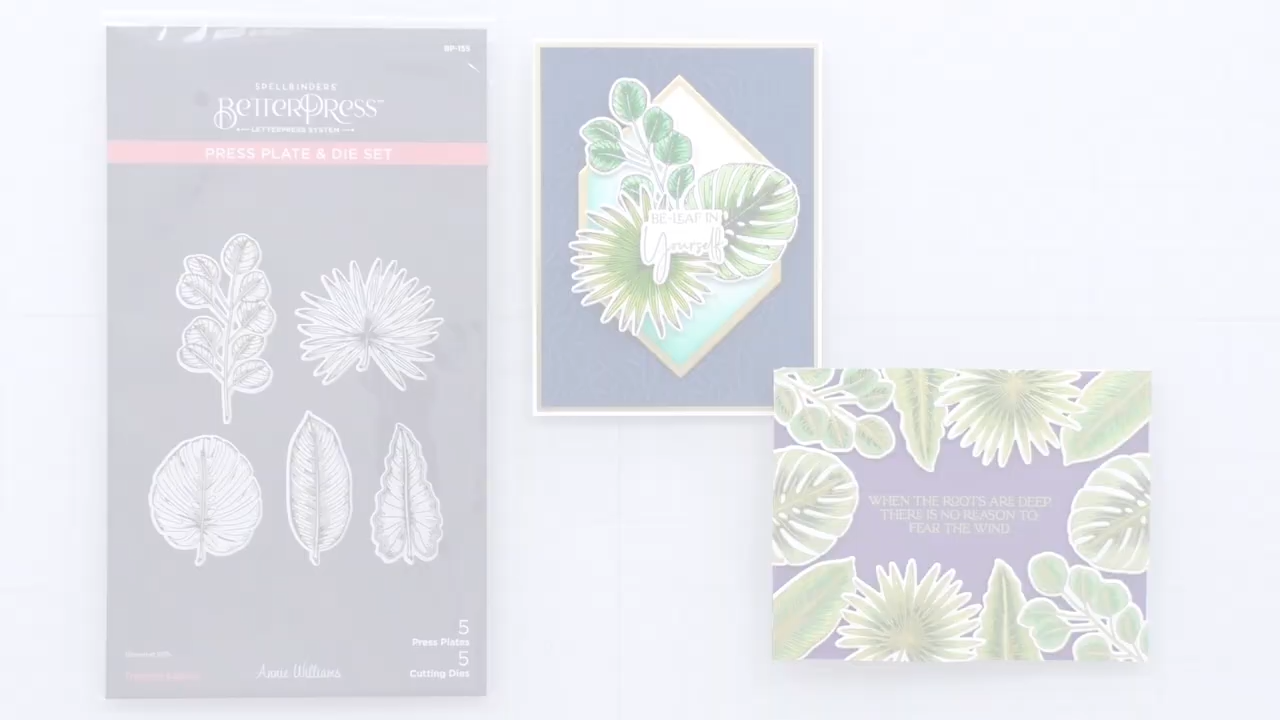 BP-155
SPELLBINDERS
BETTERPRESS™
LETTERPRESS SYSTEM
PRESS PLATE & DIE SET
5
Press Plates
5
Cutting Dies
Annie Williams
BE-LEAF IN
Yourself
WHEN THE ROOTS ARE DEEP
THERE IS NO REASON TO
FEAR THE WIND